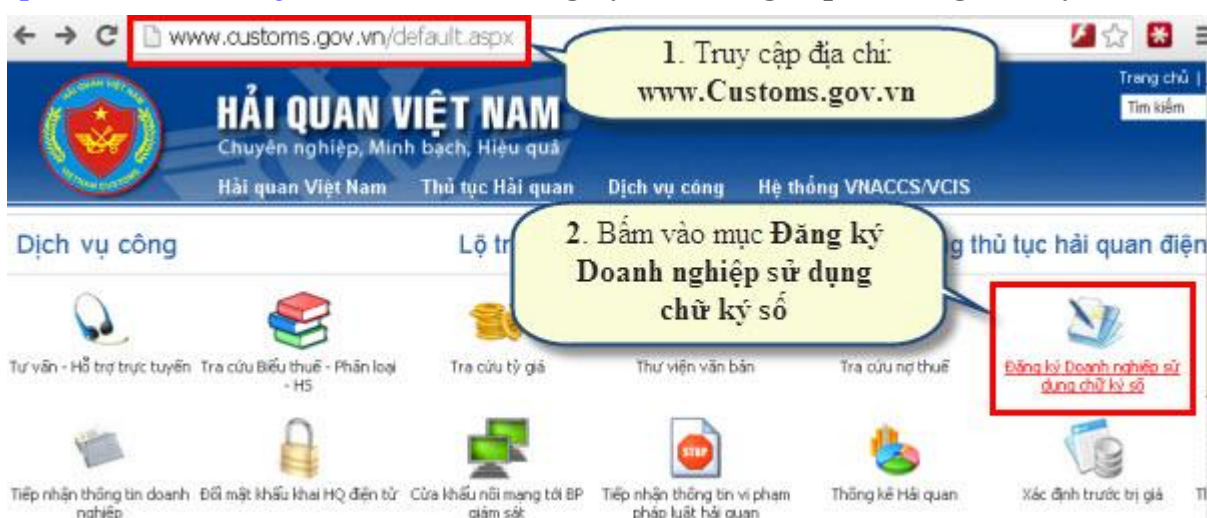 www.customs.gov.vn/default.aspx
1. Truy cập địa chỉ:
www.Customs.gov.vn
Trang chủ |
Tìm kiếm
HẢI QUAN VIỆT NAM
Chuyên nghiệp, Minh bạch, Hiệu quả
Hải quan Việt Nam Thủ tục Hải quan Dịch vụ công Hệ thống VNACCS/VCIS
2. Bấm vào mục Đăng ký
Doanh nghiệp sử dụng
chữ ký số
Dịch vụ công Lộ thủ tục hải quan điện
Tư vấn - Hỗ trợ trực tuyến Tra cứu Biểu thuế - Phân loại
- HS
Tra cứu tỷ giá
Thư viện văn bản
Tra cứu nợ thuế
Đăng ký Doanh nghiệp sử
dụng chữ ký số
STOP
Tiếp nhận thông tin doanh
nghiệp
Đổi mật khẩu khai HQ điện tử
Cửa khẩu nối mạng tới BP
giám sát
Tiếp nhận thông tin vi phạm
pháp luật hải quan
Thống kê Hải quan
Xác định trước trị giá